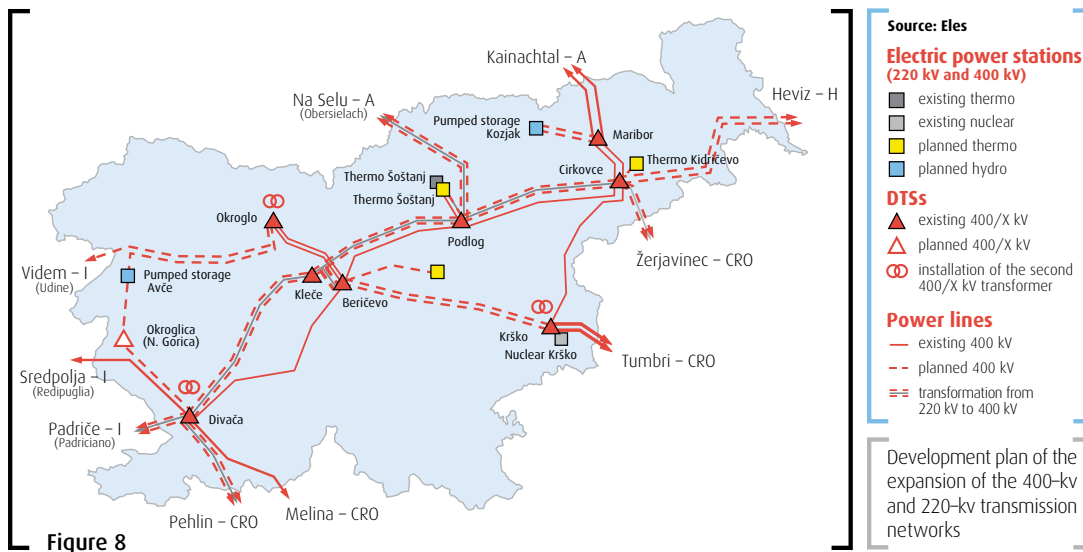 Kainachtal – A
Heviz – H
Na Selu – A
(Obersielach)
Pumped storage
Kozjak
Maribor
Cirkovce
Thermo Kidričevo
Thermo Šoštanj
Thermo Šoštanj
Okroglo
Podlog
Žerjavinec – CRO
Videm – I
(Udine)
Pumped storage
Avče
Kleče
Beričevo
Okroglica
(N. Gorica)
Krško
Nuclear Krško
Tumbri – CRO
Sredpolja – I
(Redipuglia)
Divača
Padriče – I
(Padriciano)
Pehlin – CRO
Melina – CRO
Figure 8
Source: Eles
Electric power stations
(220 kV and 400 kV)
existing thermo
existing nuclear
planned thermo
planned hydro
DTSs
existing 400/X kV
planned 400/X kV
installation of the second
400/X kV transformer
Power lines
existing 400 kV
planned 400 kV
transformation from
220 kV to 400 kV
Development plan of the
expansion of the 400–kv
and 220–kv transmission
networks